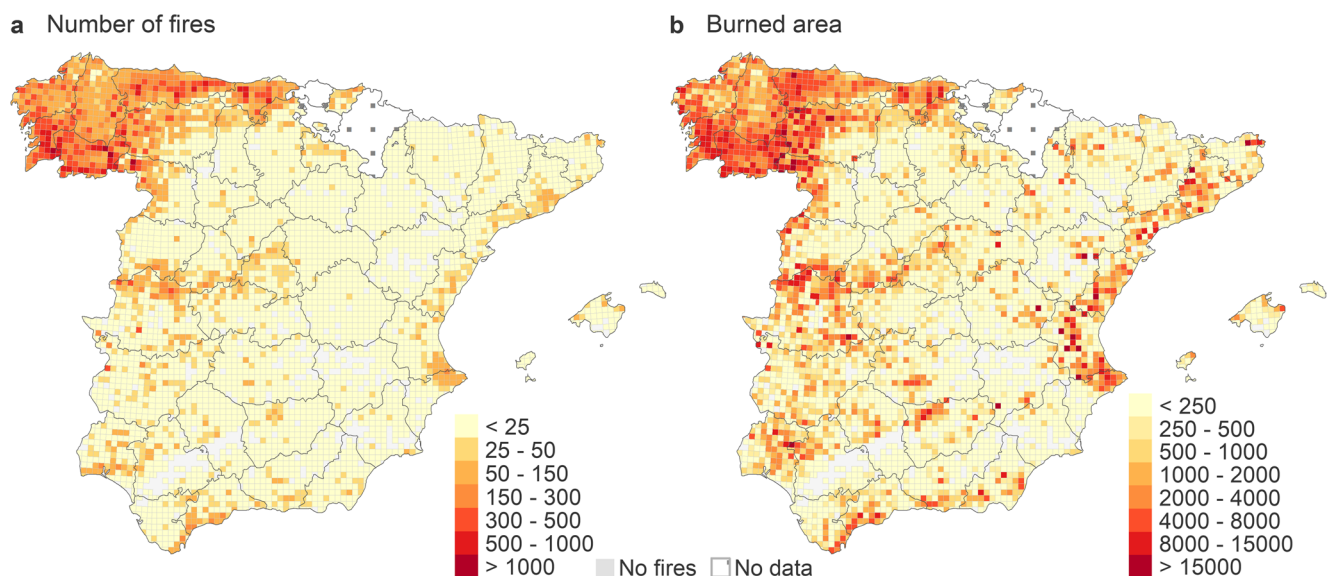 a Number of fires
b Burned area
< 25
25 - 50
50 - 150
150 - 300
300 - 500
500 - 1000
> 1000
No fires
No data
< 250
250 - 500
500 - 1000
1000 - 2000
2000 - 4000
4000 - 8000
8000 - 15000
> 15000